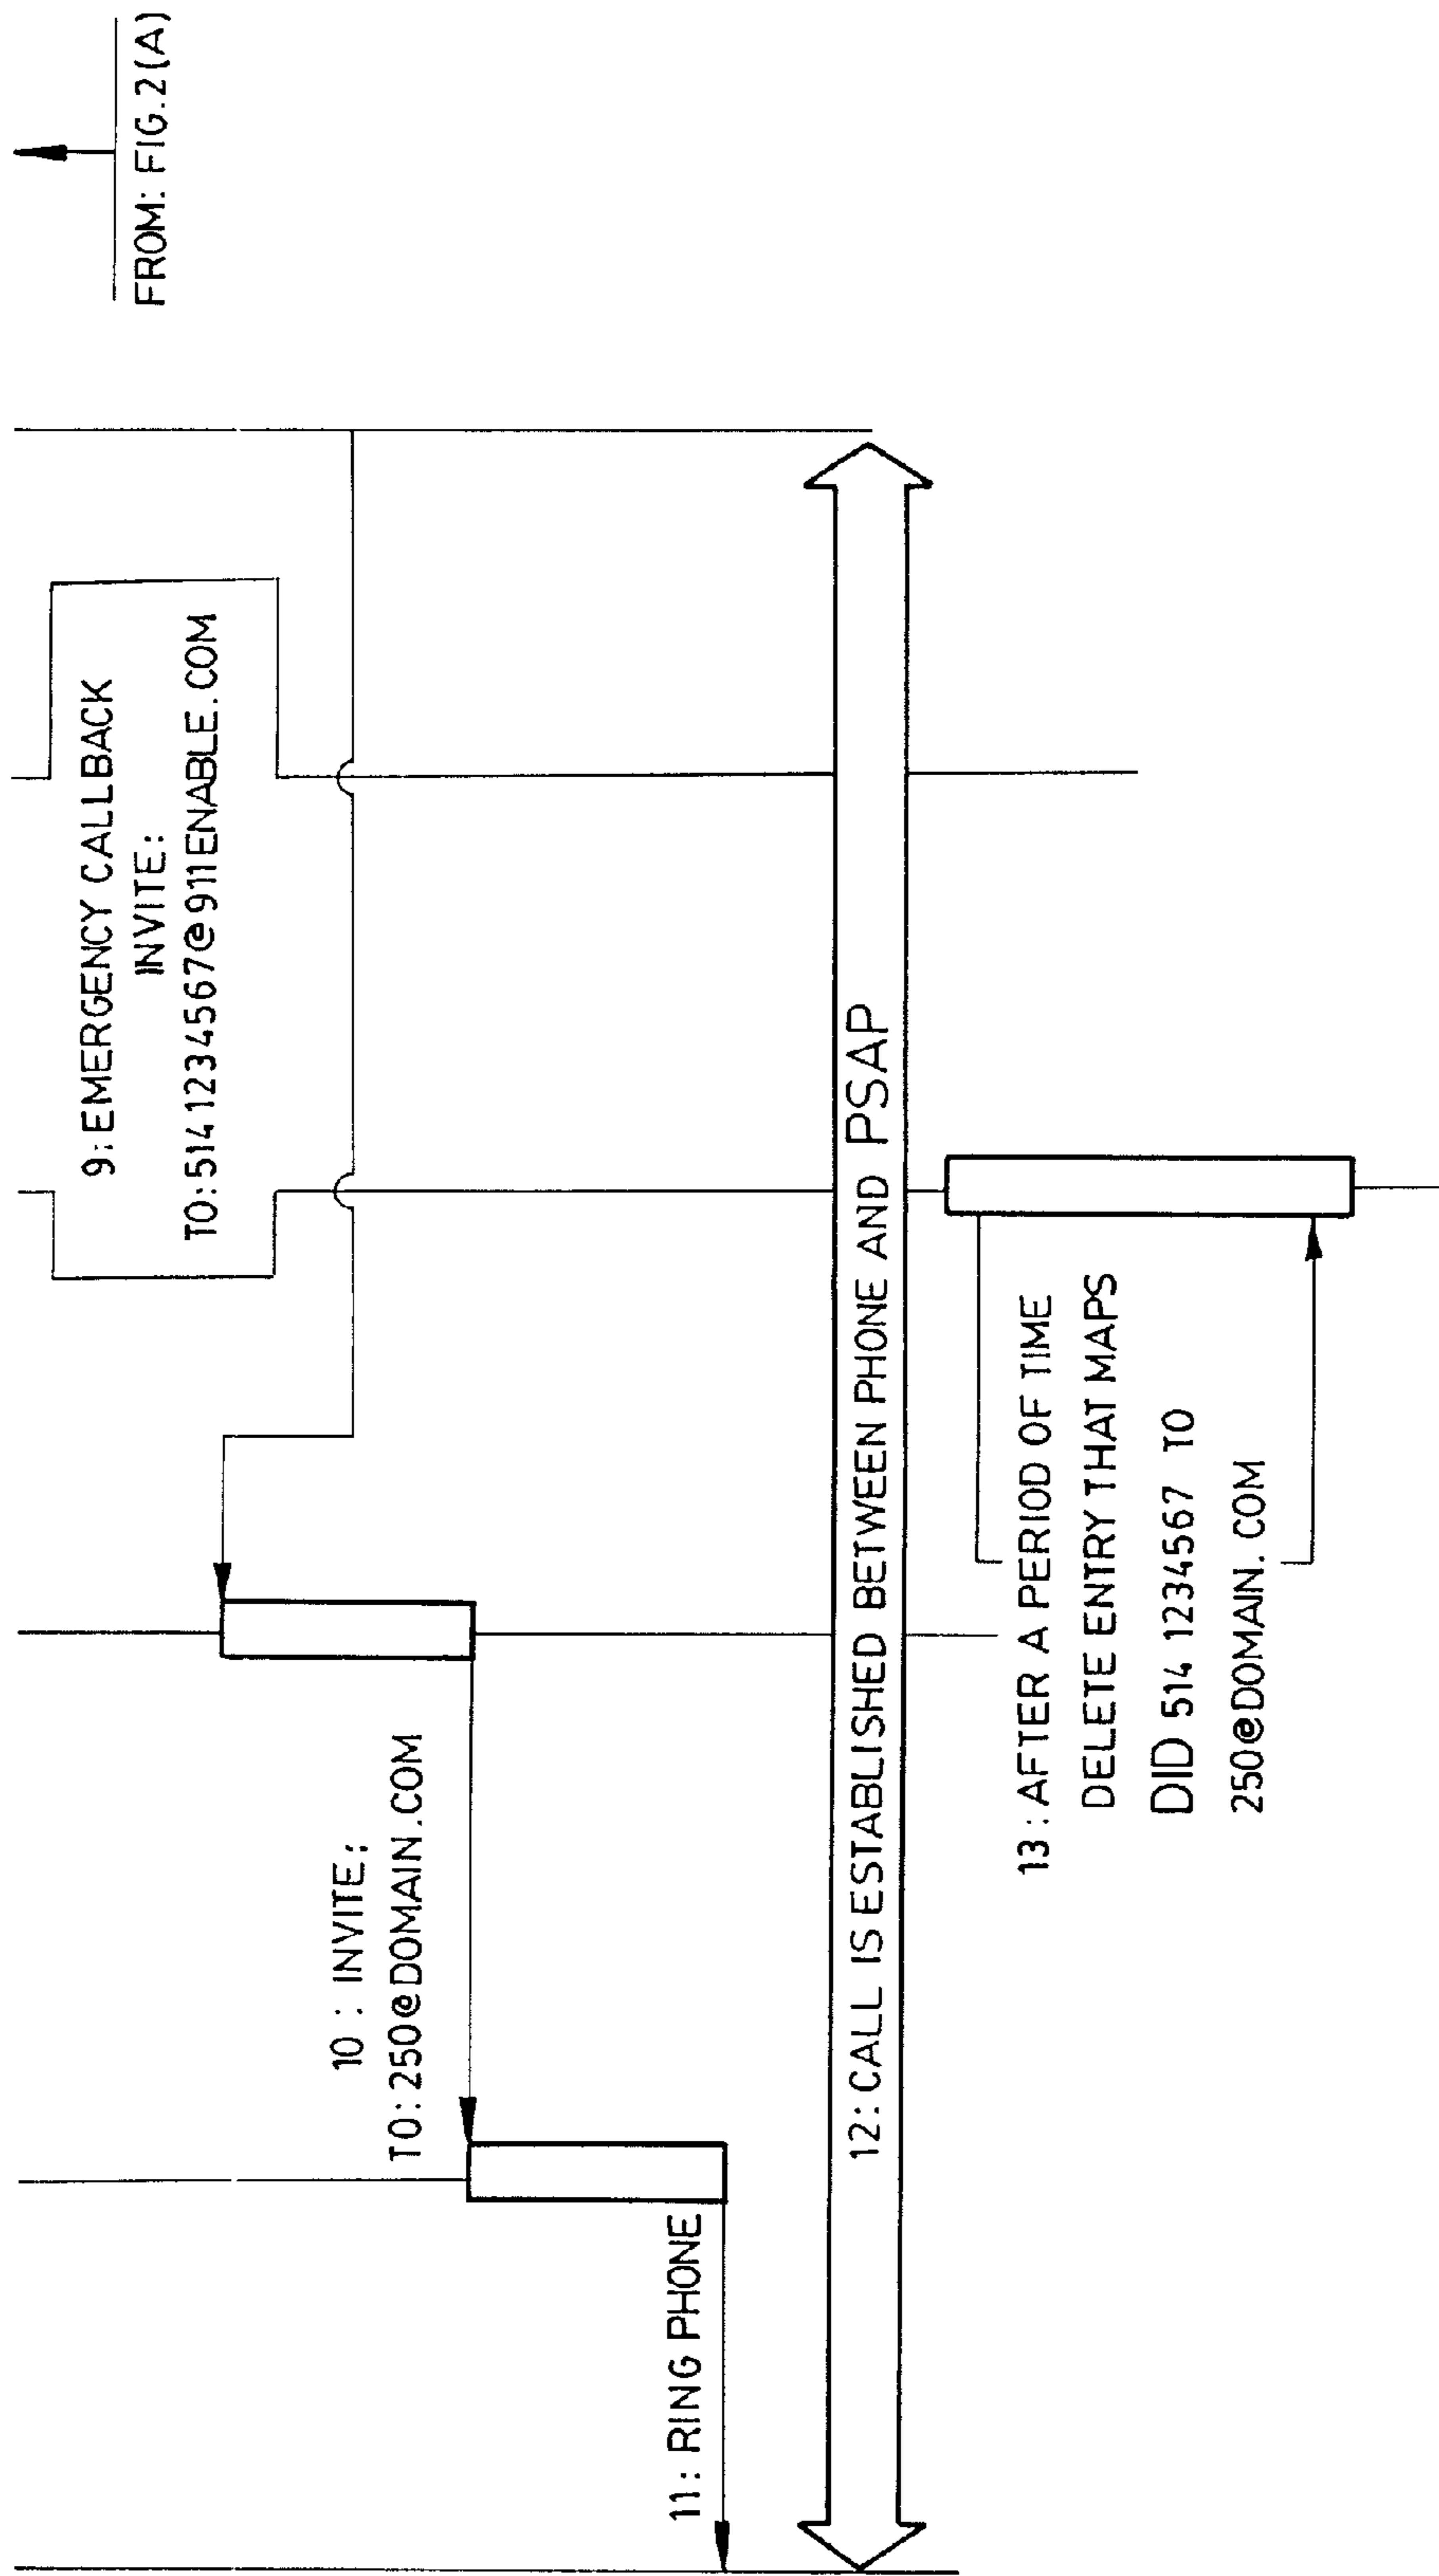 FROM: FIG.2(A)
9: EMERGENCY CALLBACK
INVITE:
TO:514 1234567@911ENABLE.COM
10 : INVITE;
TO: 250@DOMAIN.COM
11: RING PHONE
12: CALL IS ESTABLISHED BETWEEN PHONE AND PSAP
13 : AFTER A PERIOD OF TIME
DELETE ENTRY THAT MAPS
DID 514 1234567 TO
250@DOMAIN. COM